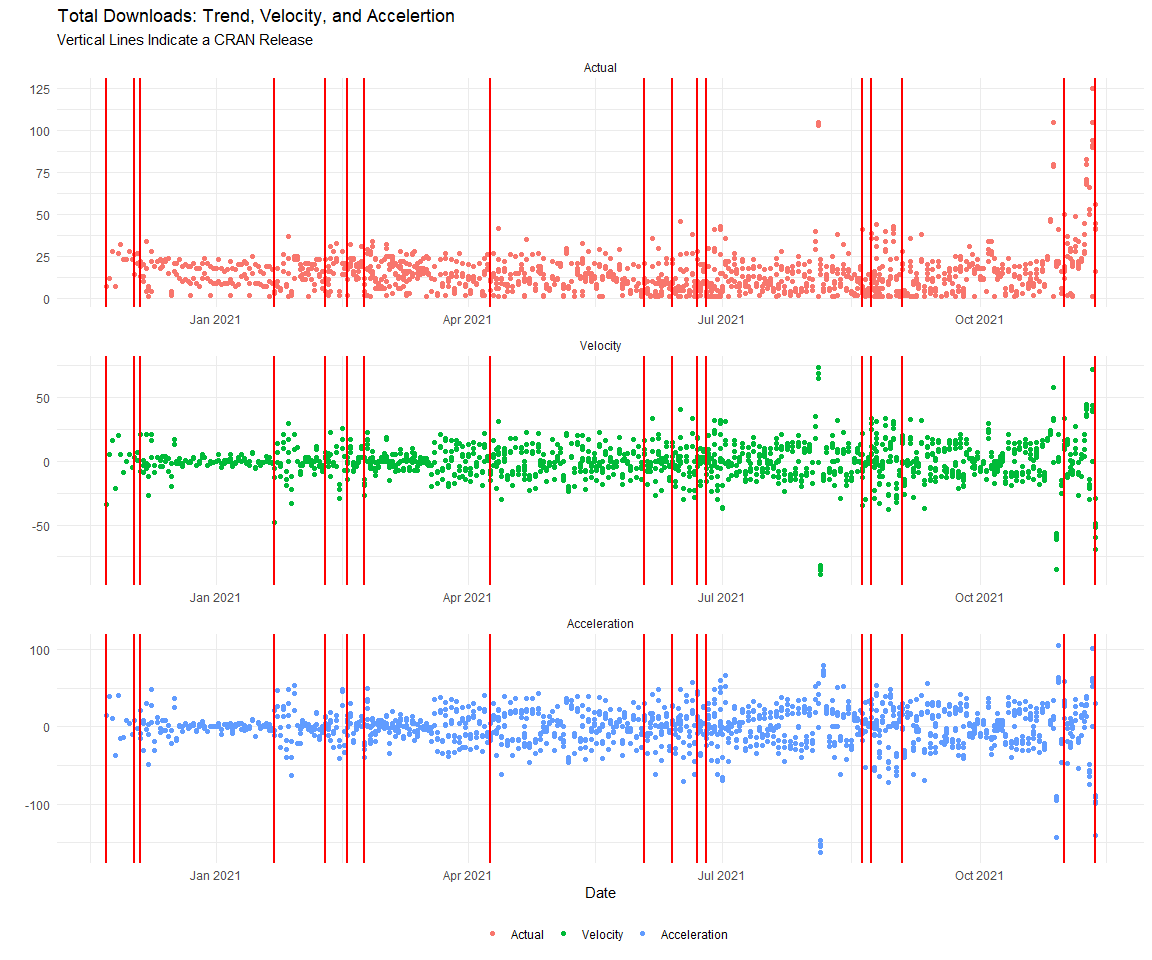 Total Downloads: Trend, Velocity, and Accelertion
Vertical Lines Indicate a CRAN Release
Actual
125
100
75
50
25
0
Jan 2021 Apr 2021 Jul 2021 Oct 2021
Velocity
50
0
-50
Jan 2021 Apr 2021 Jul 2021 Oct 2021
Acceleration
100
0
-100
Jan 2021 Apr 2021 Jul 2021 Oct 2021
Date
Actual Velocity Acceleration